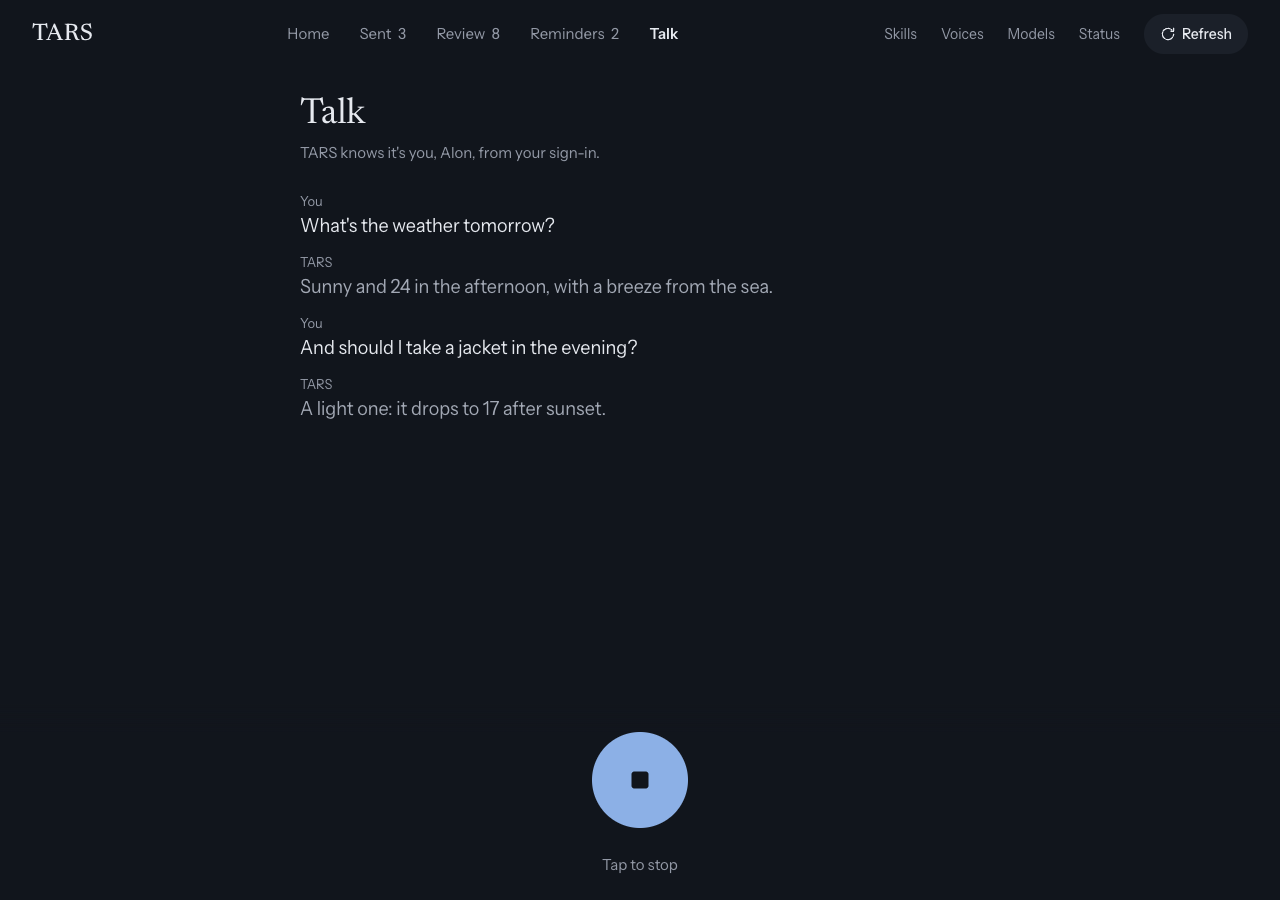 TARS
Home Sent 3 Review 8 Reminders 2 Talk
Skills Voices Models Status Refresh
Talk
TARS knows it's you, Alon, from your sign-in.
You
What's the weather tomorrow?
TARS
Sunny and 24 in the afternoon, with a breeze from the sea.
You
And should I take a jacket in the evening?
TARS
A light one: it drops to 17 after sunset.
Tap to stop